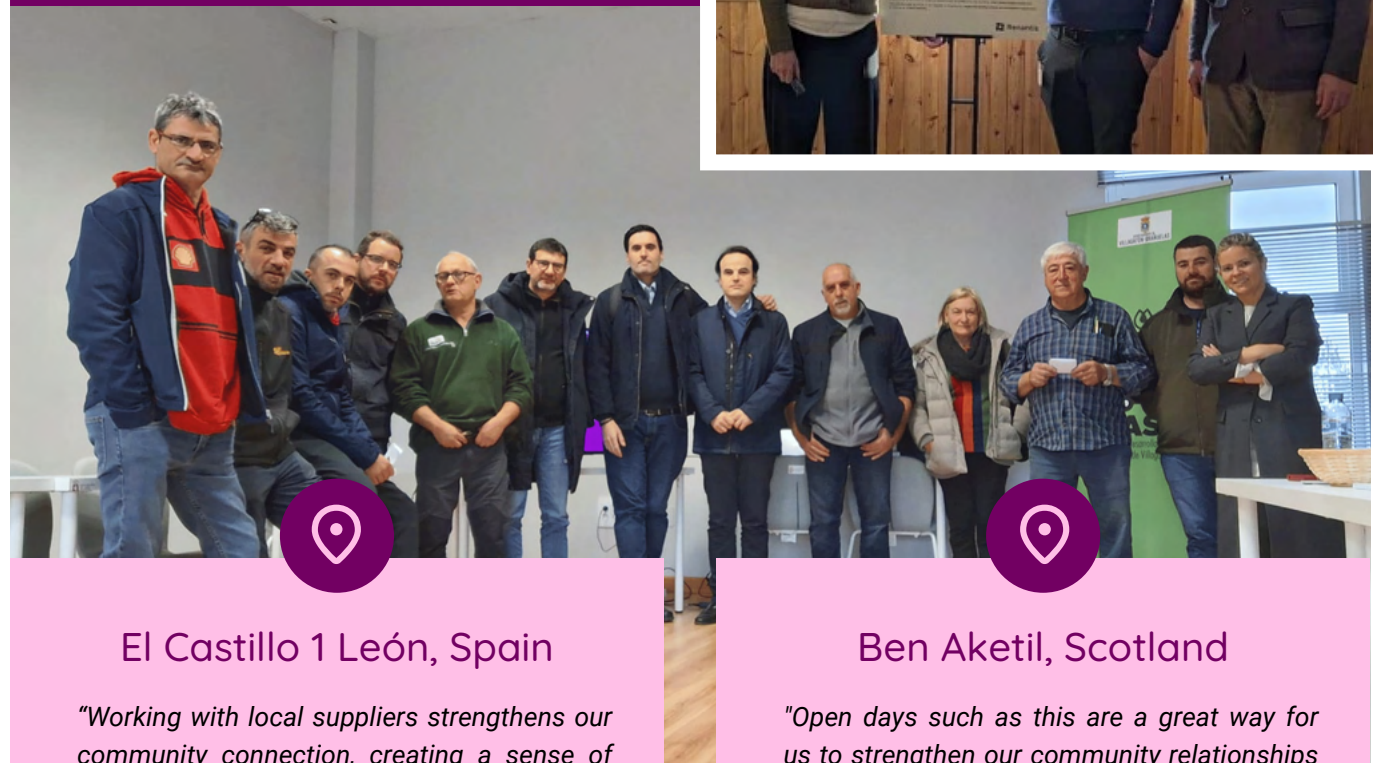 Renantis
El Castillo 1 León, Spain
“Working with local suppliers strengthens our
community connection, creating a sense of
Ben Aketil, Scotland
"Open days such as this are a great way for
us to strengthen our community relationships